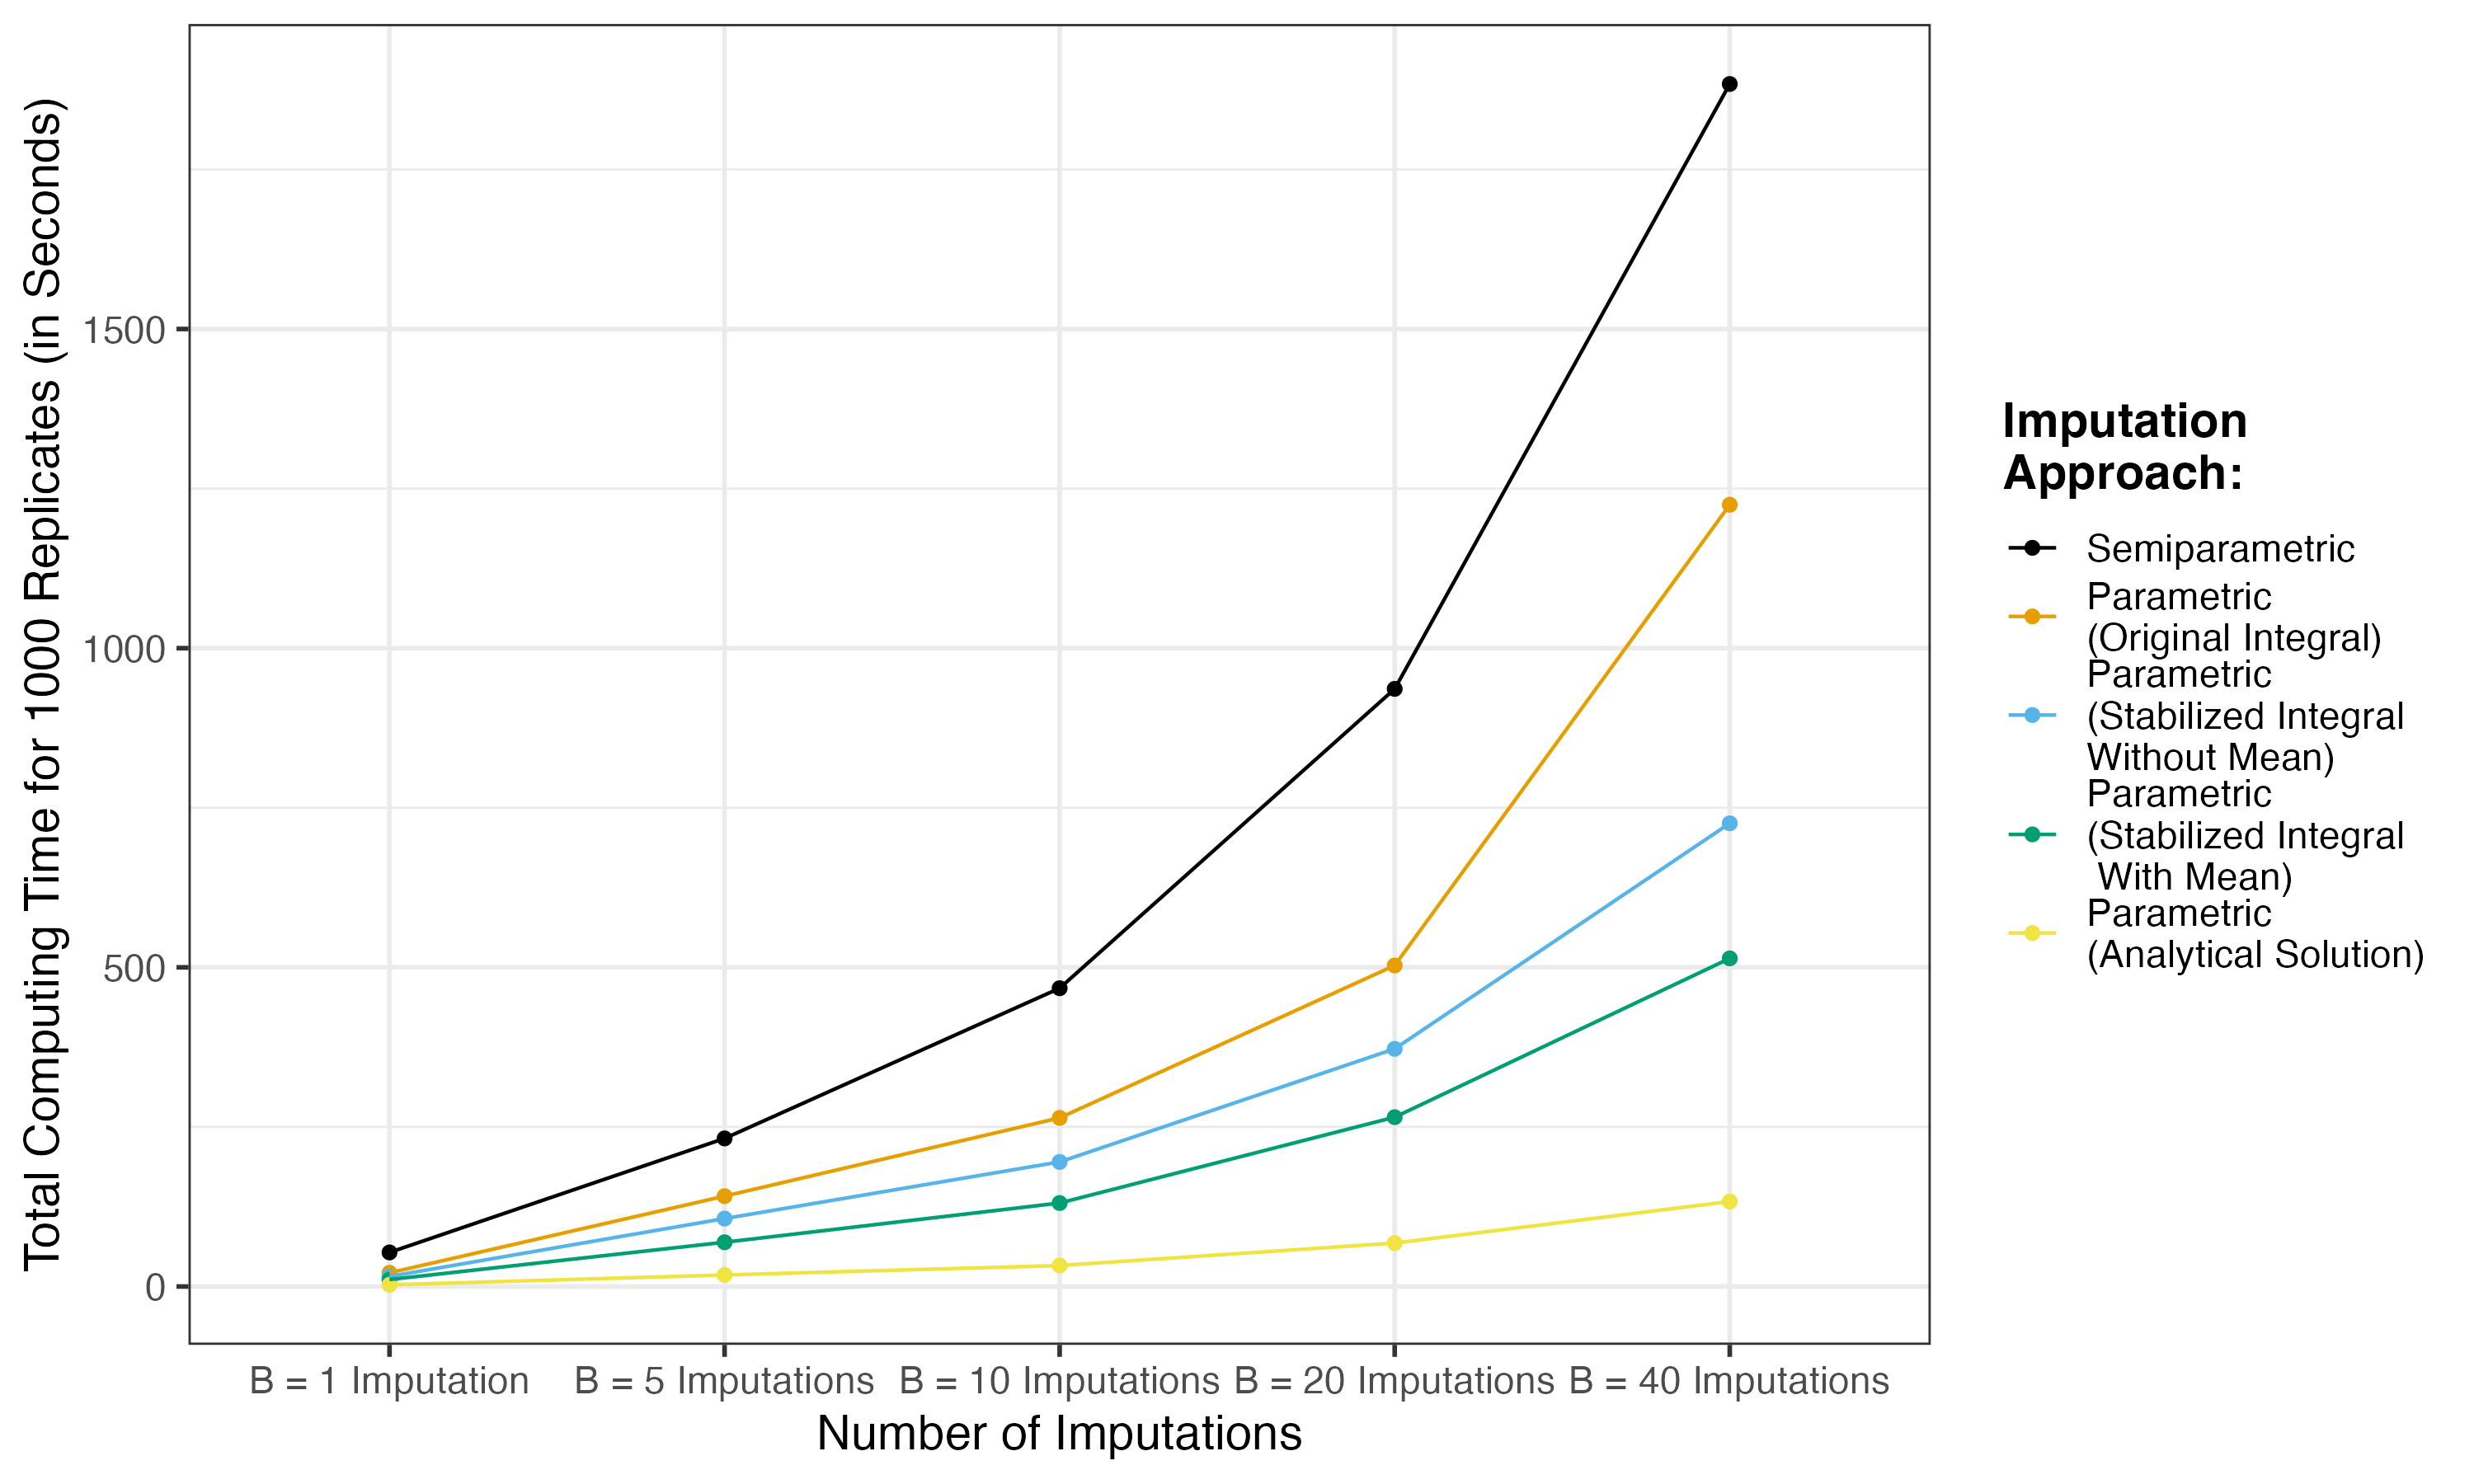 Total Computing Time for 1000 Replicates (in Seconds)
1500
1000
500
0
B = 1 Imputation
B = 5 Imputations
B = 10 Imputations
B = 20 Imputations
B = 40 Imputations
Number of Imputations
Imputation
Approach:
Semiparametric
Parametric
(Original Integral)
Parametric
(Stabilized Integral
Without Mean)
Parametric
(Stabilized Integral
With Mean)
Parametric
(Analytical Solution)